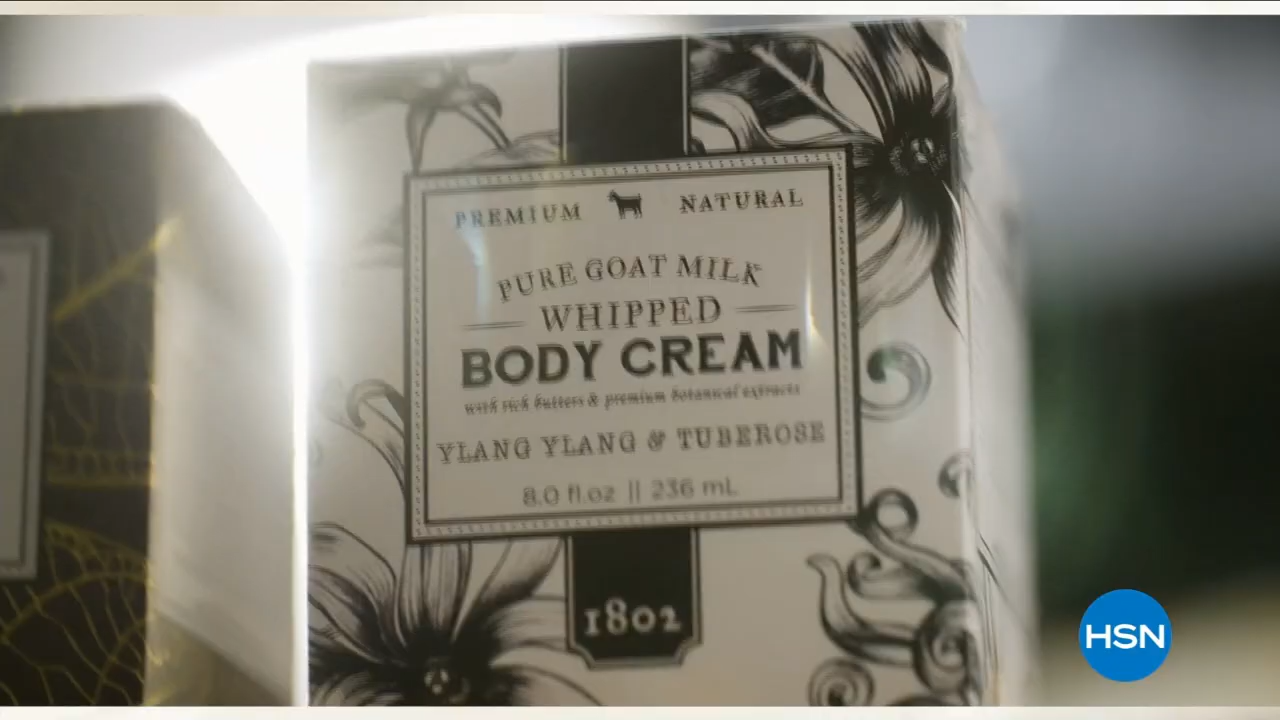 PREMIUM NATURAL
PURE GOAT MILK
WHIPPED
BODY CREAM
with rich butters & premium botanical extracts
YLANG YLANG & TUBEROSE
8.0 fl.oz || 236 mL
1802
HSN